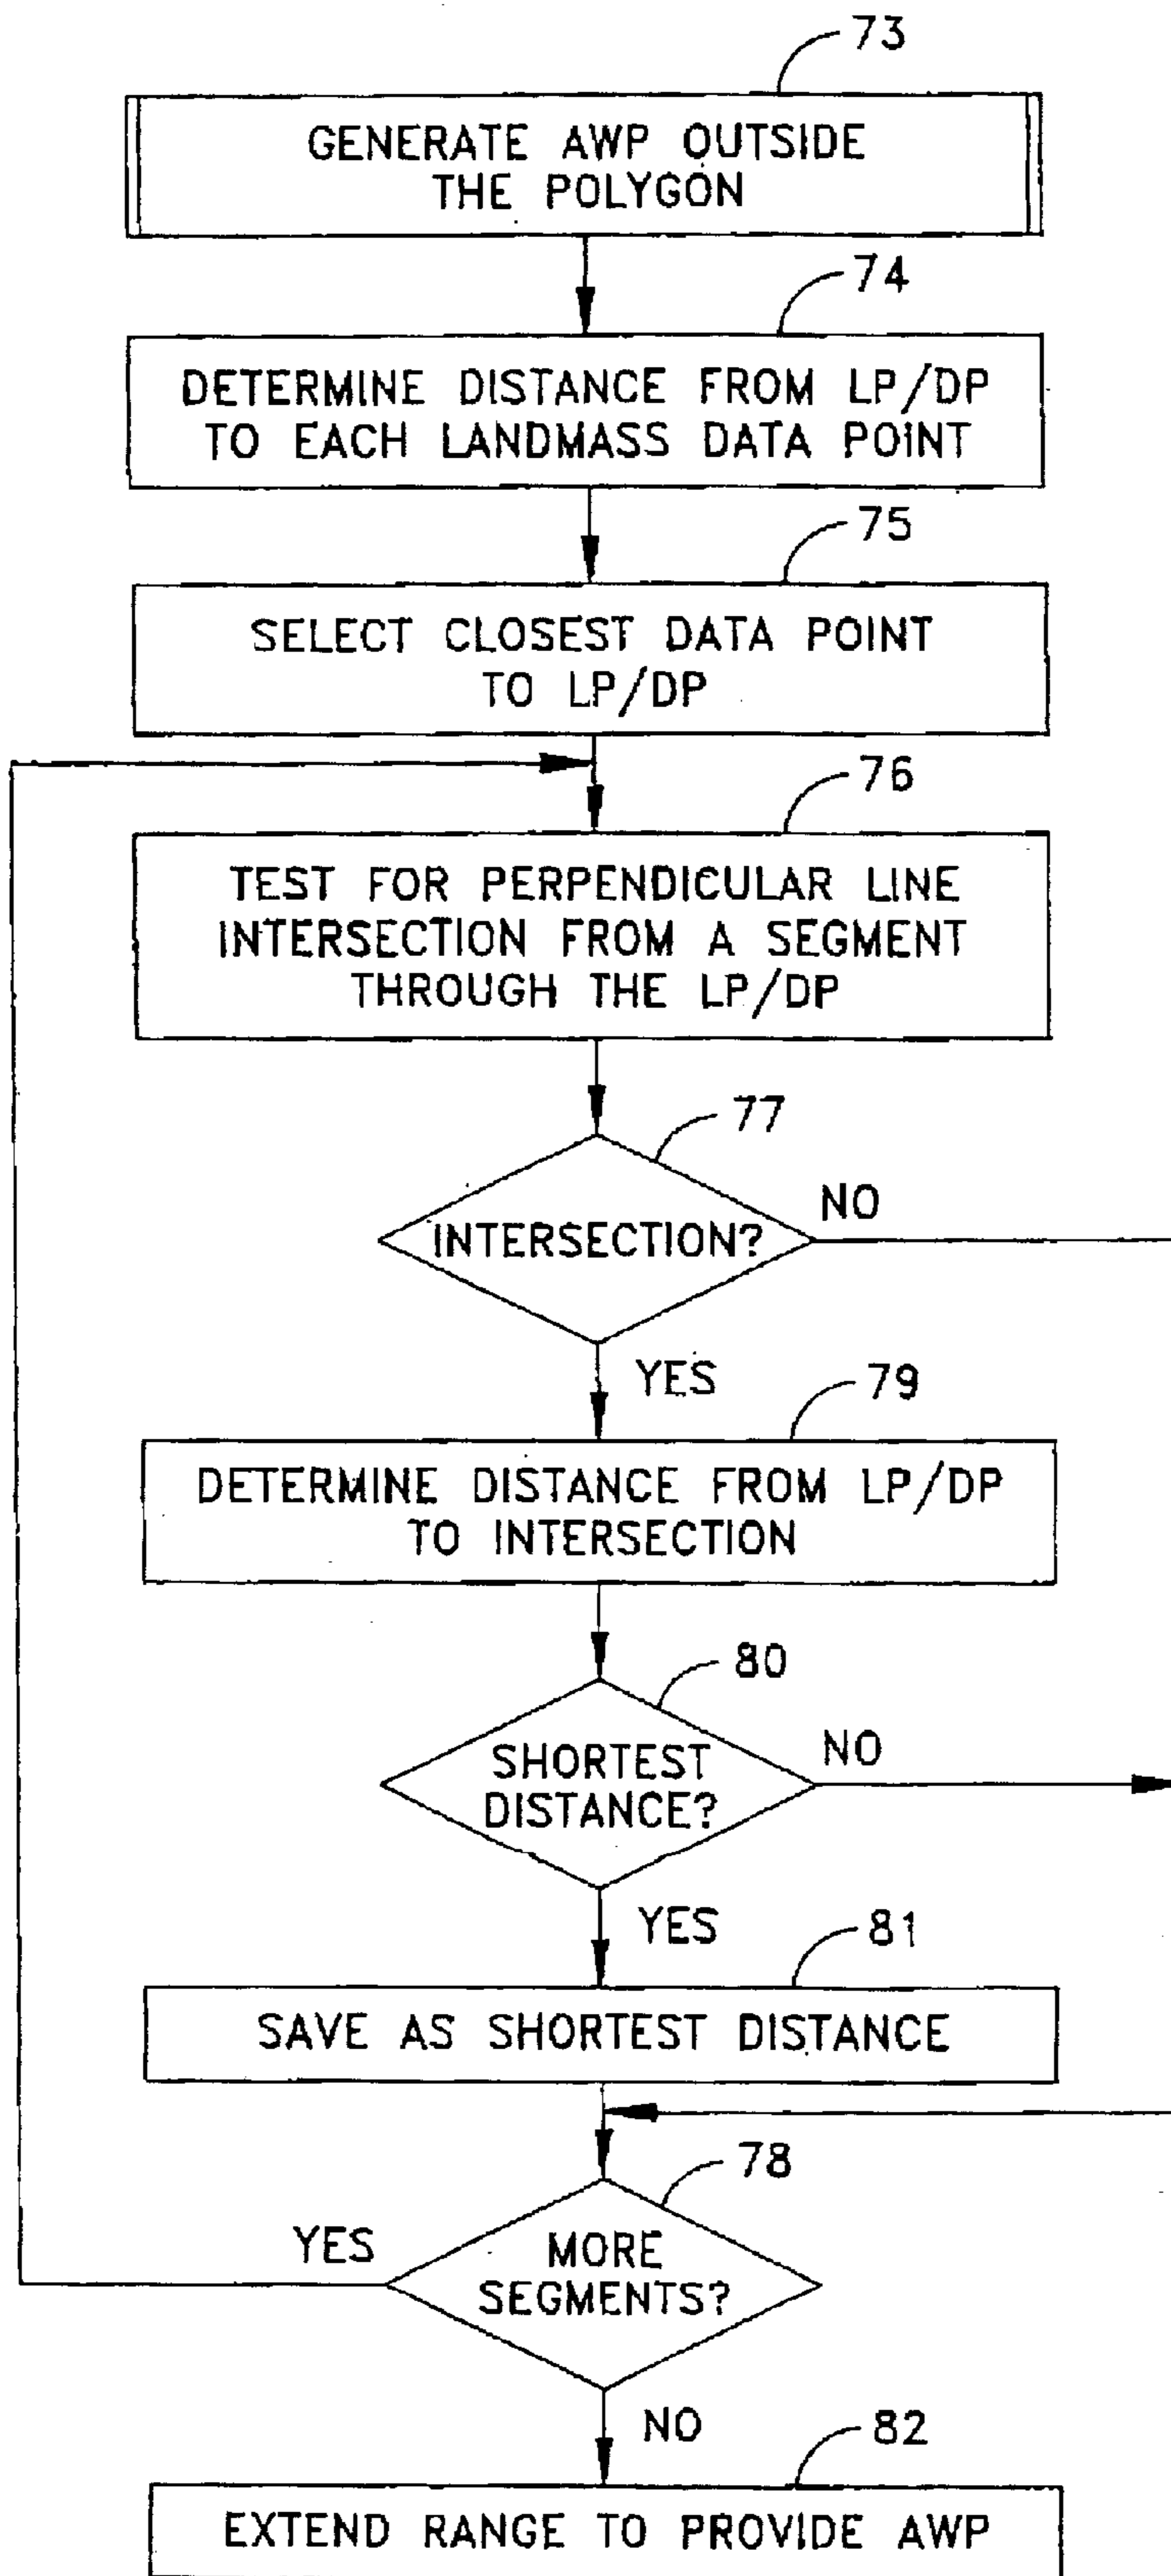 73
GENERATE AWP OUTSIDE
THE POLYGON
74
DETERMINE DISTANCE FROM LP/DP
TO EACH LANDMASS DATA POINT
75
SELECT CLOSEST DATA POINT
TO LP/DP
76
TEST FOR PERPENDICULAR LINE
INTERSECTION FROM A SEGMENT
THROUGH THE LP/DP
77
INTERSECTION?
NO
YES
79
DETERMINE DISTANCE FROM LP/DP
TO INTERSECTION
80
SHORTEST
DISTANCE?
NO
YES
81
SAVE AS SHORTEST DISTANCE
78
YES
MORE
SEGMENTS?
NO
82
EXTEND RANGE TO PROVIDE AWP